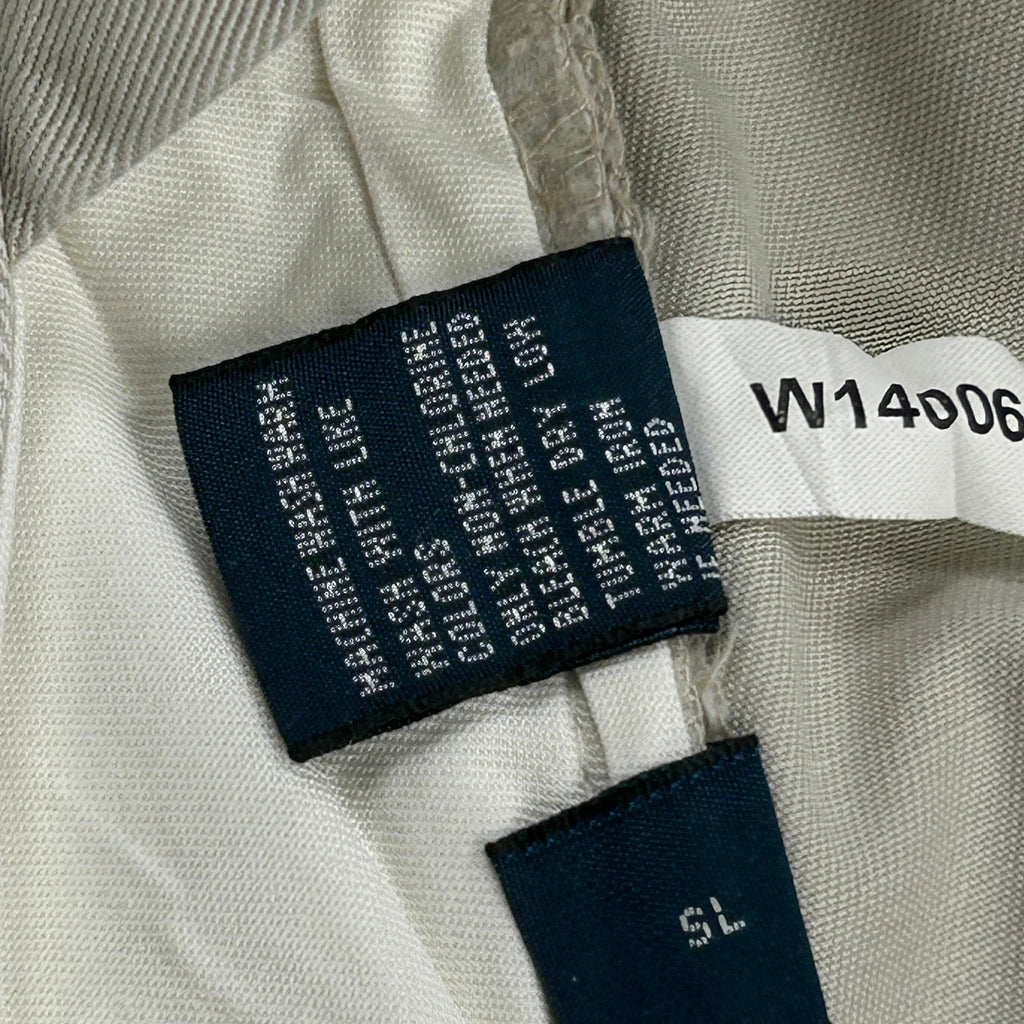 MACHINE WASH WARM
WASH WITH LIKE
COLORS
ONLY NON-CHLORINE
BLEACH WHEN NEEDED
TUMBLE DRY LOW
WARM IRON
IF NEEDED
W14006
SL